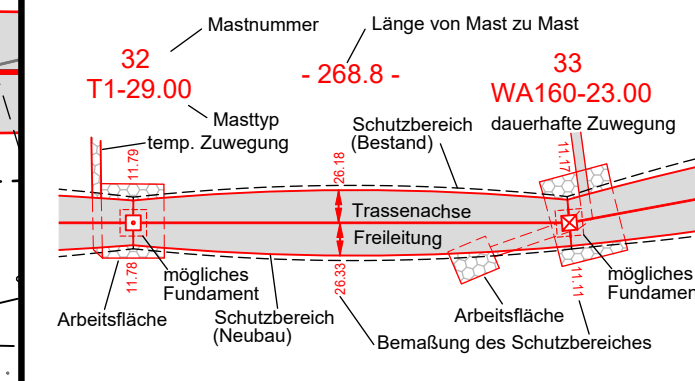 Mastnummer
Länge von Mast zu Mast
32
T1-29.00
- 268.8 -
33
WA160-23.00
Masttyp
temp. Zuwegung
Schutzbereich
(Bestand)
dauerhafte Zuwegung
11.79
26.18
11.17
Trassenachse
Freileitung
11.78
26.33
11.11
mögliches
Fundament
mögliches
Fundamen
Arbeitsfläche
Schutzbereich
(Neubau)
Arbeitsfläche
Bemaßung des Schutzbereiches